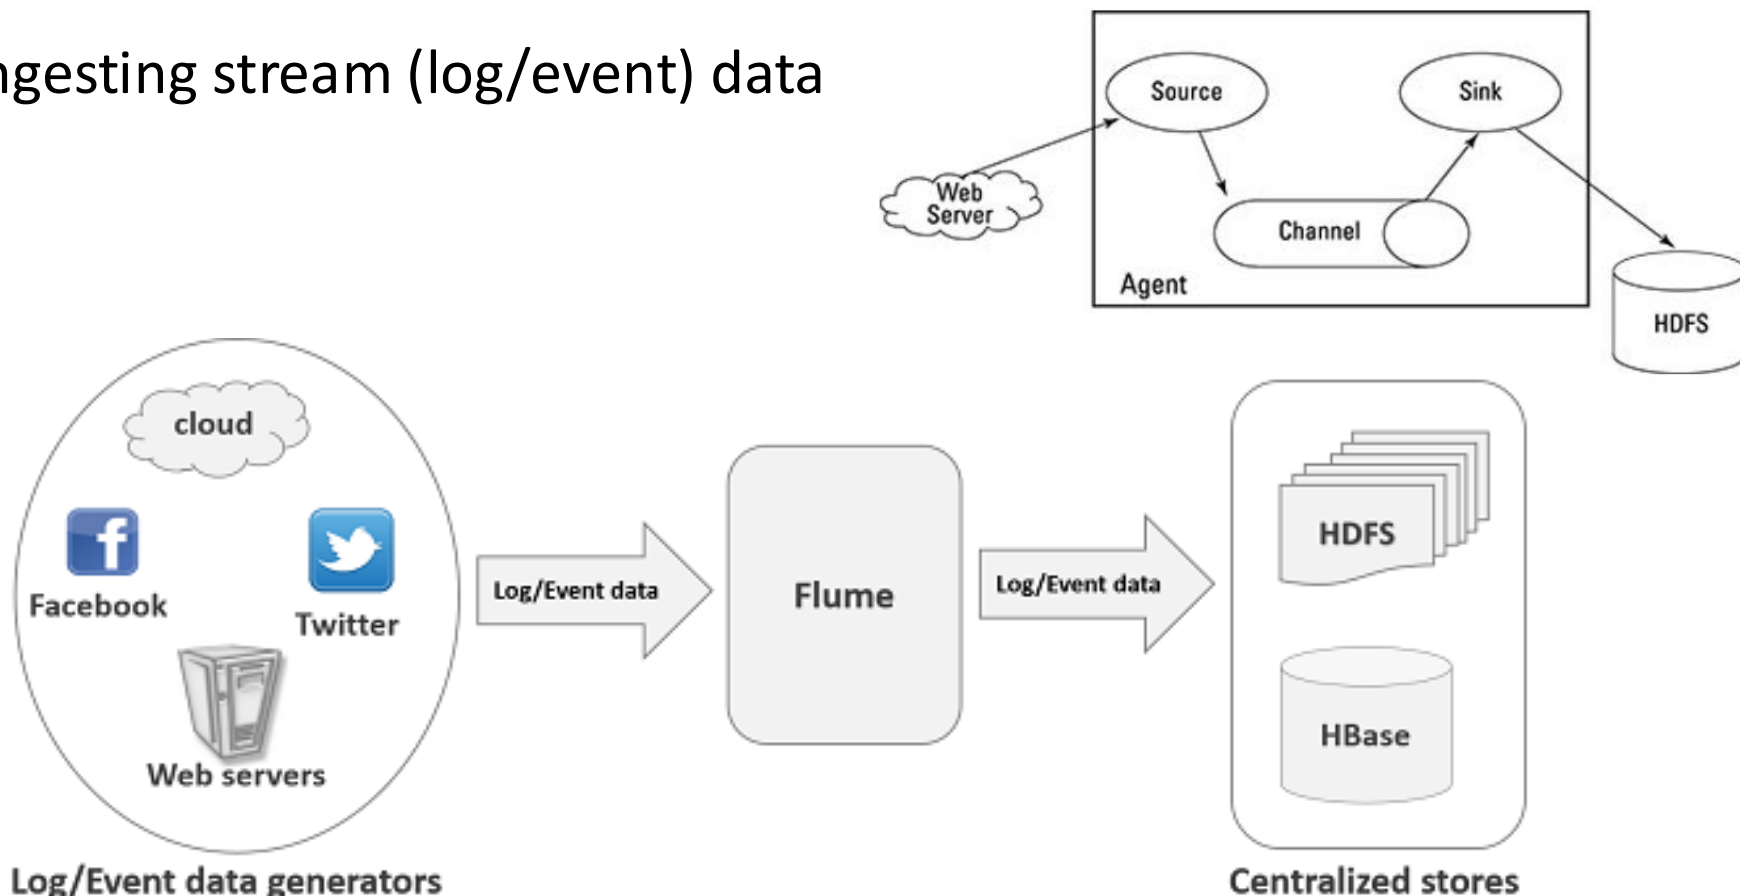 ngesting stream (log/event) data
Source
Sink
Web
Server
Channel
Agent
HDFS
cloud
Facebook
Twitter
Web servers
Log/Event data
Flume
Log/Event data
HDFS
HBase
Log/Event data generators
Centralized stores